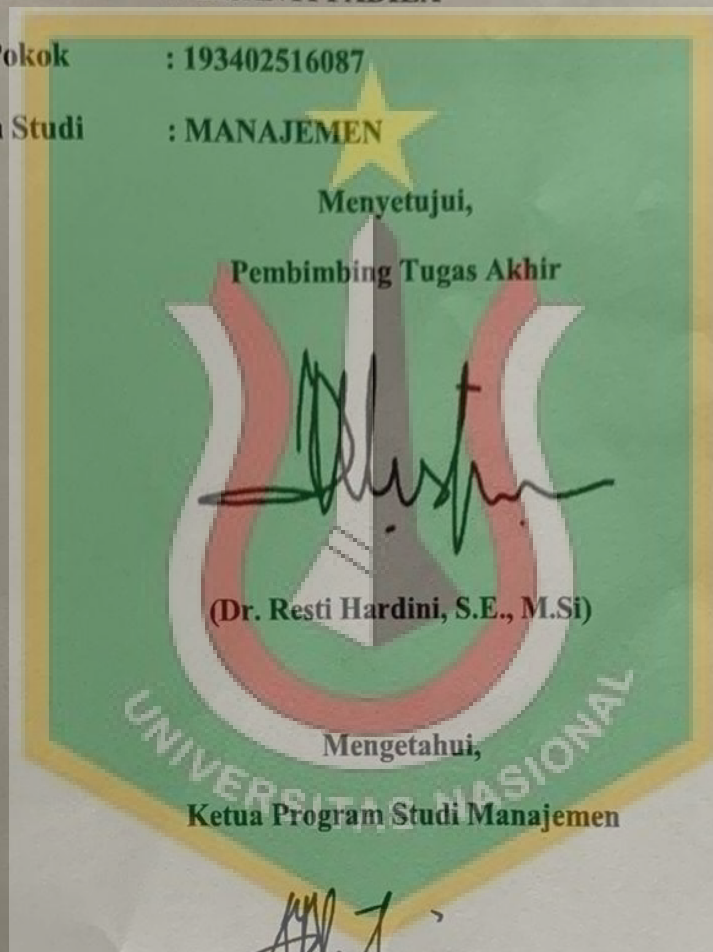 Pokok : 193402516087
Studi : MANAJEMEN
Menyetujui,
Pembimbing Tugas Akhir
(Dr. Resti Hardini, S.E., M.Si)
UNIVERSITAS NASIONAL
Mengetahui,
Ketua Program Studi Manajemen